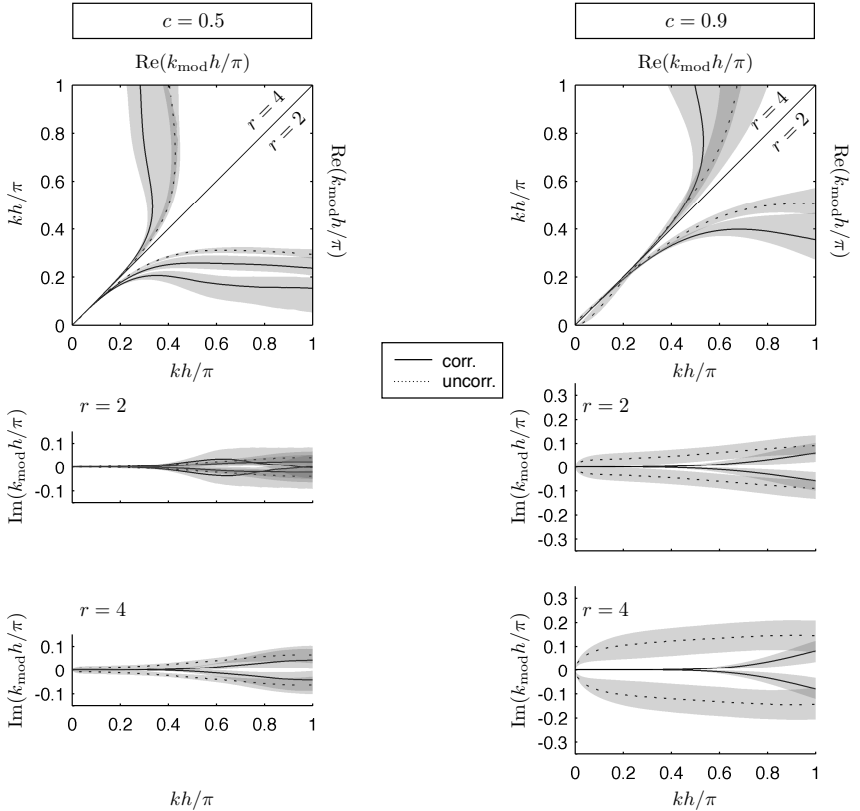 c = 0.5
c = 0.9
Re(k_mod h/π)
Re(k_mod h/π)
1
0.8
0.6
0.4
0.2
0
kh/π
r = 4
r = 2
Re(k_mod h/π)
0 0.2 0.4 0.6 0.8 1
kh/π
1
0.8
0.6
0.4
0.2
0
kh/π
r = 4
r = 2
Re(k_mod h/π)
0 0.2 0.4 0.6 0.8 1
kh/π
corr.
uncorr.
r = 2
Im(k_mod h/π)
0.1
0
-0.1
r = 2
Im(k_mod h/π)
0.3
0.2
0.1
0
-0.1
-0.2
-0.3
r = 4
Im(k_mod h/π)
0.1
0
-0.1
0 0.2 0.4 0.6 0.8 1
kh/π
r = 4
Im(k_mod h/π)
0.3
0.2
0.1
0
-0.1
-0.2
-0.3
0 0.2 0.4 0.6 0.8 1
kh/π